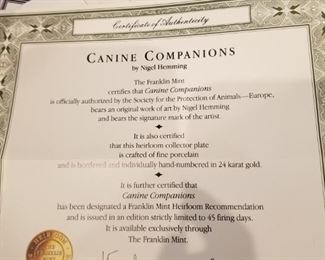 Certificate of Authenticity
CANINE COMPANIONS
by Nigel Hemming
The Franklin Mint
certifies that Canine Companions
is officially authorized by the Society for the Protection of Animals—Europe,
bears an original work of art by Nigel Hemming
and bears the signature mark of the artist.
It is also certified
that this heirloom collector plate
is crafted of fine porcelain
and is bordered and individually hand-numbered in 24 karat gold.
It is further certified that
Canine Companions
has been designated a Franklin Mint Heirloom Recommendation
and is issued in an edition strictly limited to 45 firing days.
It is available exclusively through
The Franklin Mint.